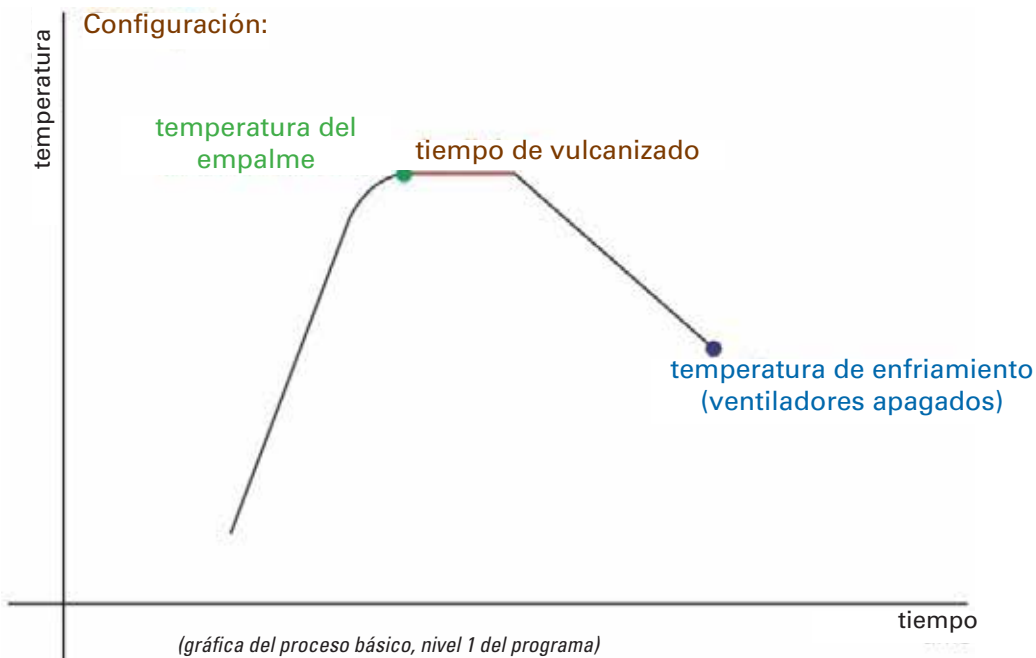 Configuración:
temperatura
temperatura del
empalme
tiempo de vulcanizado
temperatura de enfriamiento
(ventiladores apagados)
tiempo
(gráfica del proceso básico, nivel 1 del programa)